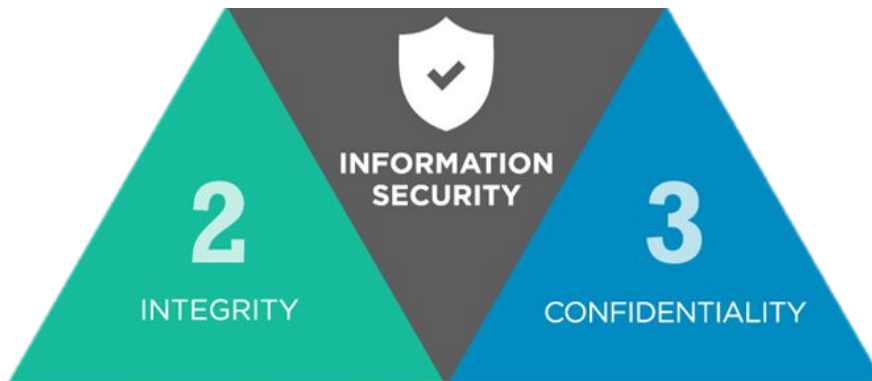 INFORMATION
SECURITY
2
INTEGRITY
3
CONFIDENTIALITY